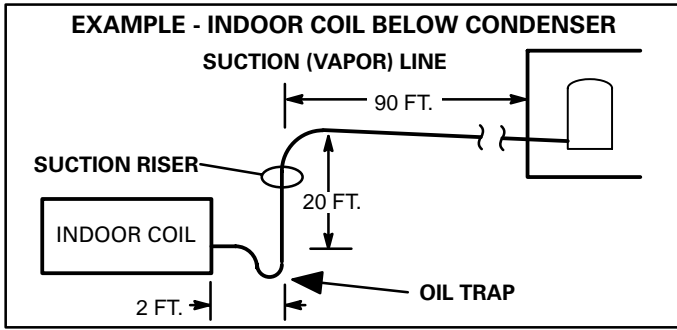 EXAMPLE - INDOOR COIL BELOW CONDENSER
SUCTION (VAPOR) LINE
90 FT.
SUCTION RISER
20 FT.
INDOOR COIL
OIL TRAP
2 FT.